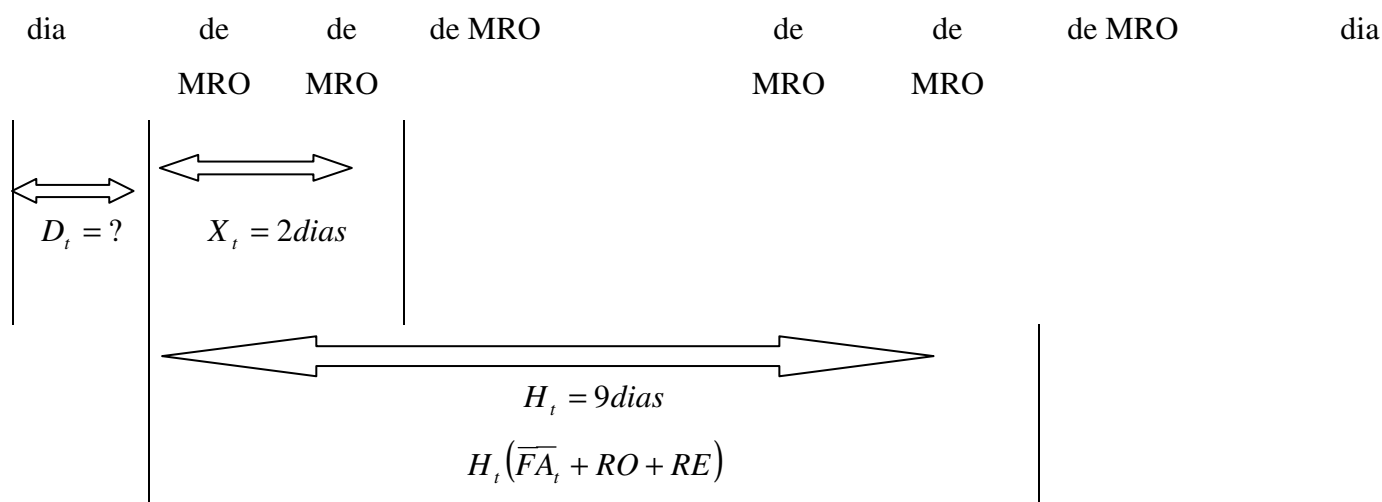 dia de de de MRO de de de MRO dia
MRO MRO MRO MRO
D_t = ? X_t = 2dias
H_t = 9dias
H_t(F̅A̅_t + RO + RE)